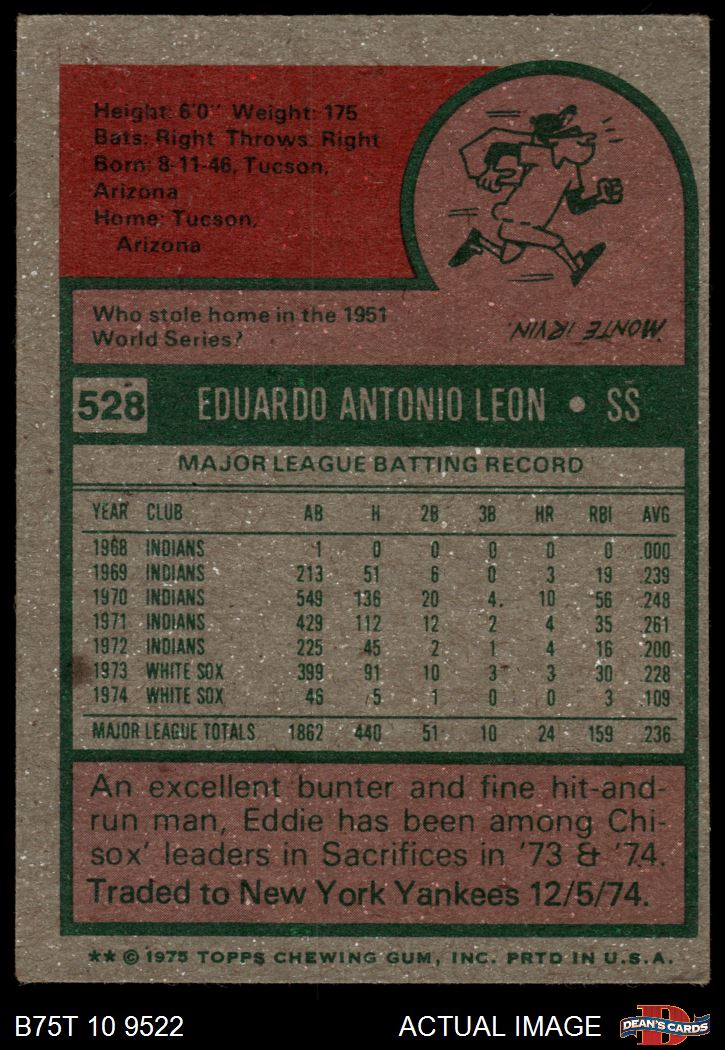 Height: 6'0" Weight: 175
Bats: Right Throws: Right
Born: 8-11-46, Tucson,
Arizona
Home: Tucson,
Arizona
Who stole home in the 1951
World Series?
MONTE IRVIN.
528 EDUARDO ANTONIO LEON • SS
MAJOR LEAGUE BATTING RECORD
YEAR CLUB AB H 2B 3B HR RBI AVG
1968 INDIANS 1 0 0 0 0 0 .000
1969 INDIANS 213 51 6 0 3 19 .239
1970 INDIANS 549 136 20 4 10 56 .248
1971 INDIANS 429 112 12 2 4 35 .261
1972 INDIANS 225 45 2 1 4 16 .200
1973 WHITE SOX 399 91 10 3 3 30 .228
1974 WHITE SOX 46 5 1 0 0 3 .109
MAJOR LEAGUE TOTALS 1862 440 51 10 24 159 .236
An excellent bunter and fine hit-and-
run man, Eddie has been among Chi-
sox' leaders in Sacrifices in '73 & '74.
Traded to New York Yankees 12/5/74.
** © 1975 TOPPS CHEWING GUM, INC. PRTD IN U.S.A.
B75T 10 9522 ACTUAL IMAGE
D
DEAN'S CARDS